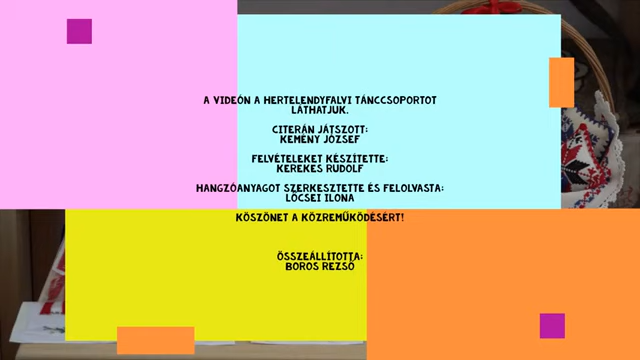 A VIDEÓN A HERTELENDYFALVI TÁNCCSOPORTOT
LÁTHATJUK.
CITERÁN JÁTSZOTT:
KEMÉNY JÓZSEF
FELVÉTELEKET KÉSZÍTETTE:
KEREKES RUDOLF
HANGZÓANYAGOT SZERKESZTETTE ÉS FELOLVASTA:
LŐCSEI ILONA
KÖSZÖNET A KÖZREMŰKÖDÉSÉRT!
ÖSSZEÁLLÍTOTTA:
BOROS REZSŐ